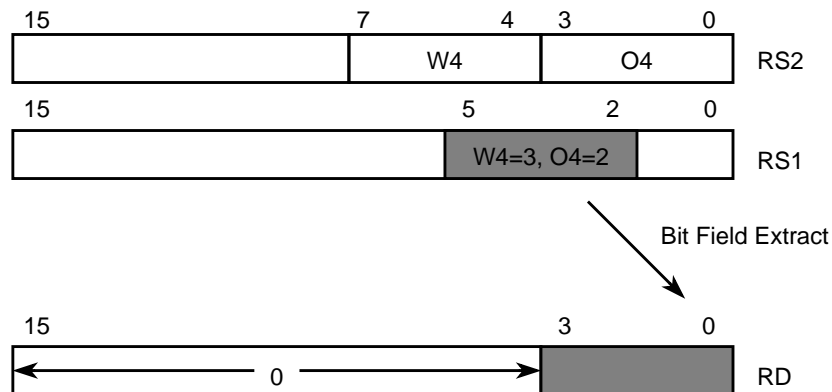 15 7 4 3 0
W4 O4 RS2
15 5 2 0
W4=3, O4=2 RS1
Bit Field Extract
15 3 0
0 RD